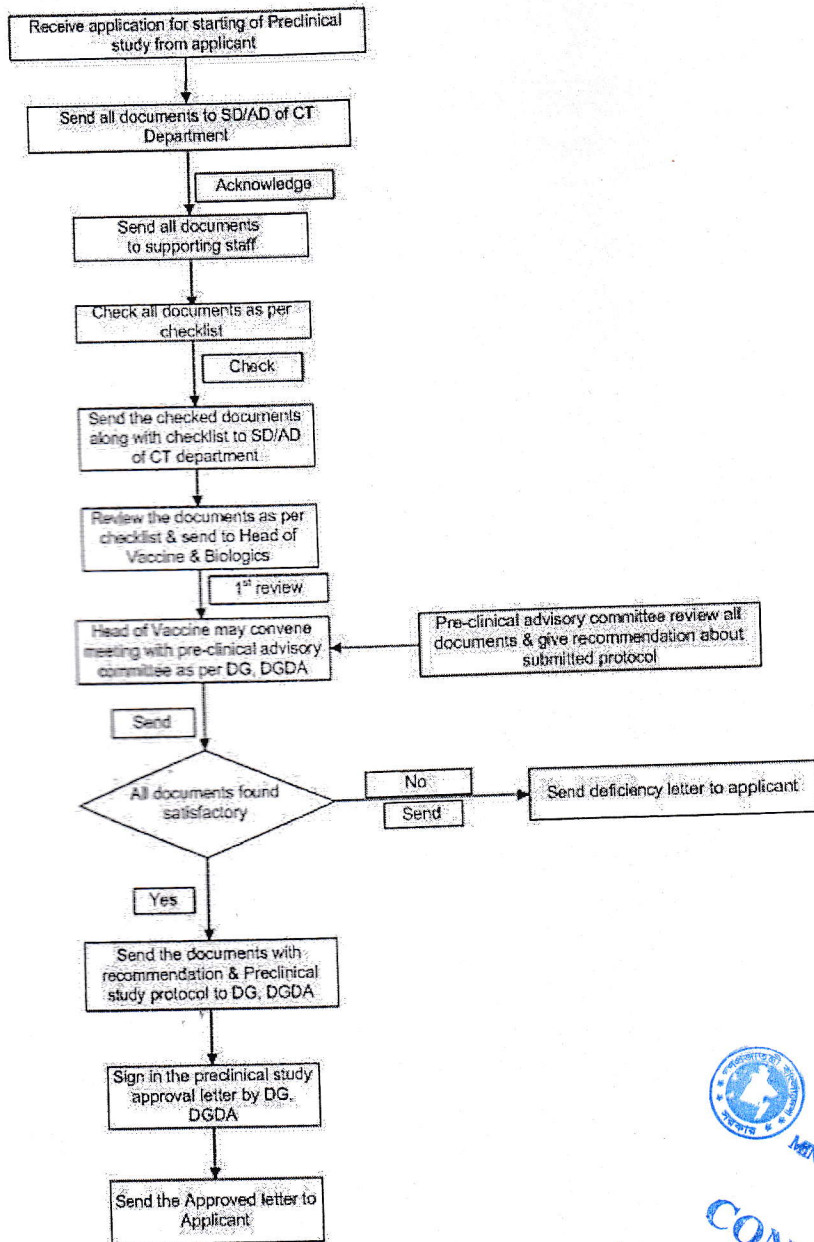 Receive application for starting of Preclinical
study from applicant
Send all documents to SD/AD of CT
Department
Acknowledge
Send all documents
to supporting staff
Check all documents as per
checklist
Check
Send the checked documents
along with checklist to SD/AD
of CT department
Review the documents as per
checklist & send to Head of
Vaccine & Biologics
1st review
Head of Vaccine may convene
meeting with pre-clinical advisory
committee as per DG, DGDA
Pre-clinical advisory committee review all
documents & give recommendation about
submitted protocol
Send
All documents found
satisfactory
No
Send
Send deficiency letter to applicant
Yes
Send the documents with
recommendation & Preclinical
study protocol to DG, DGDA
Sign in the preclinical study
approval letter by DG,
DGDA
Send the Approved letter to
Applicant